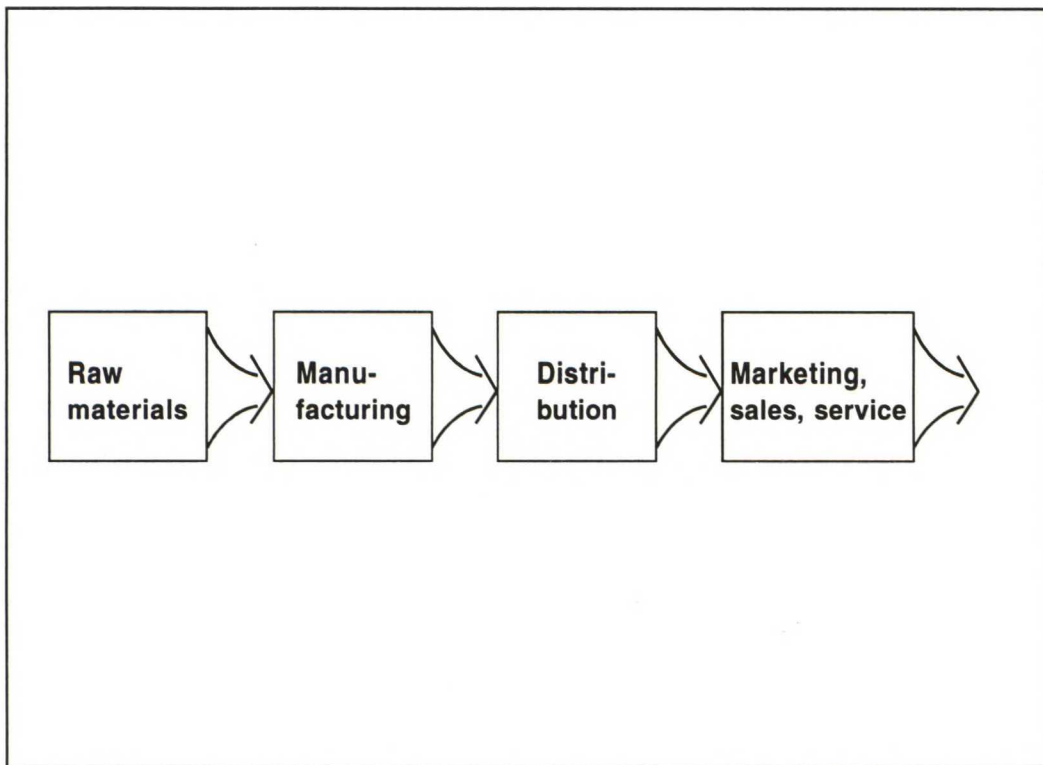 Raw
materials
Manu-
facturing
Distri-
bution
Marketing,
sales, service